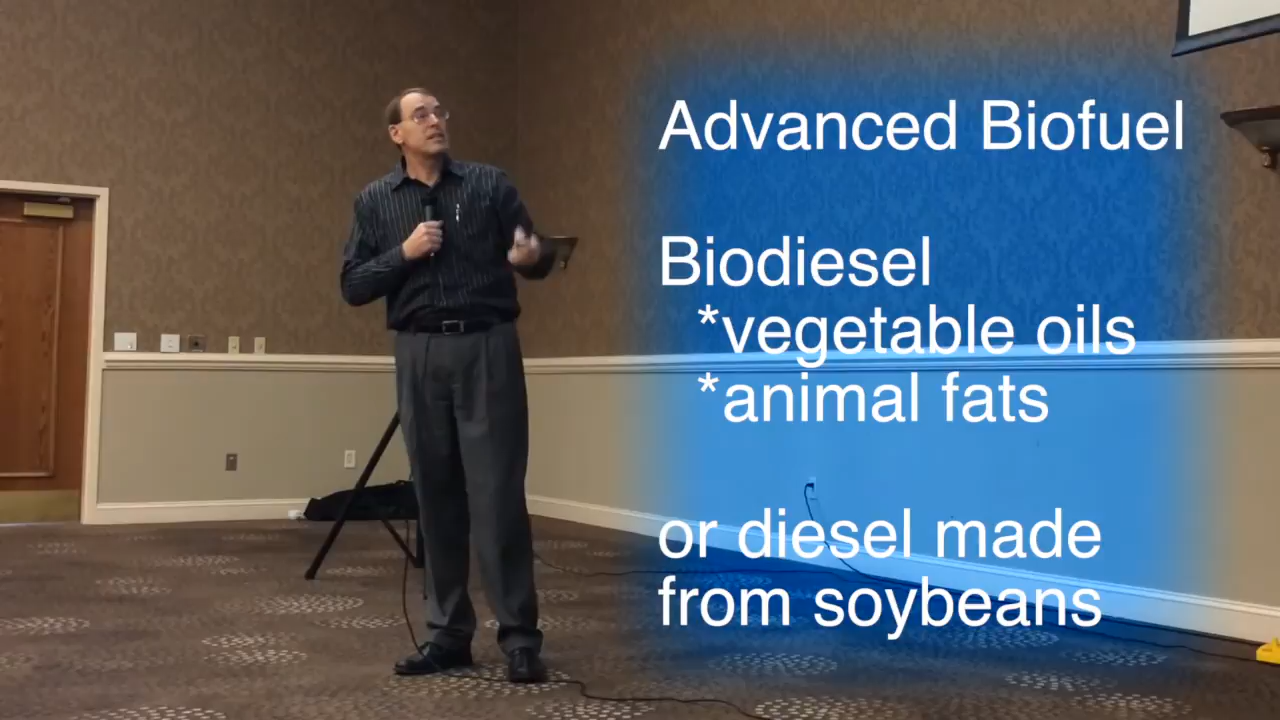 Advanced Biofuel
Biodiesel
*vegetable oils
*animal fats
or diesel made
from soybeans